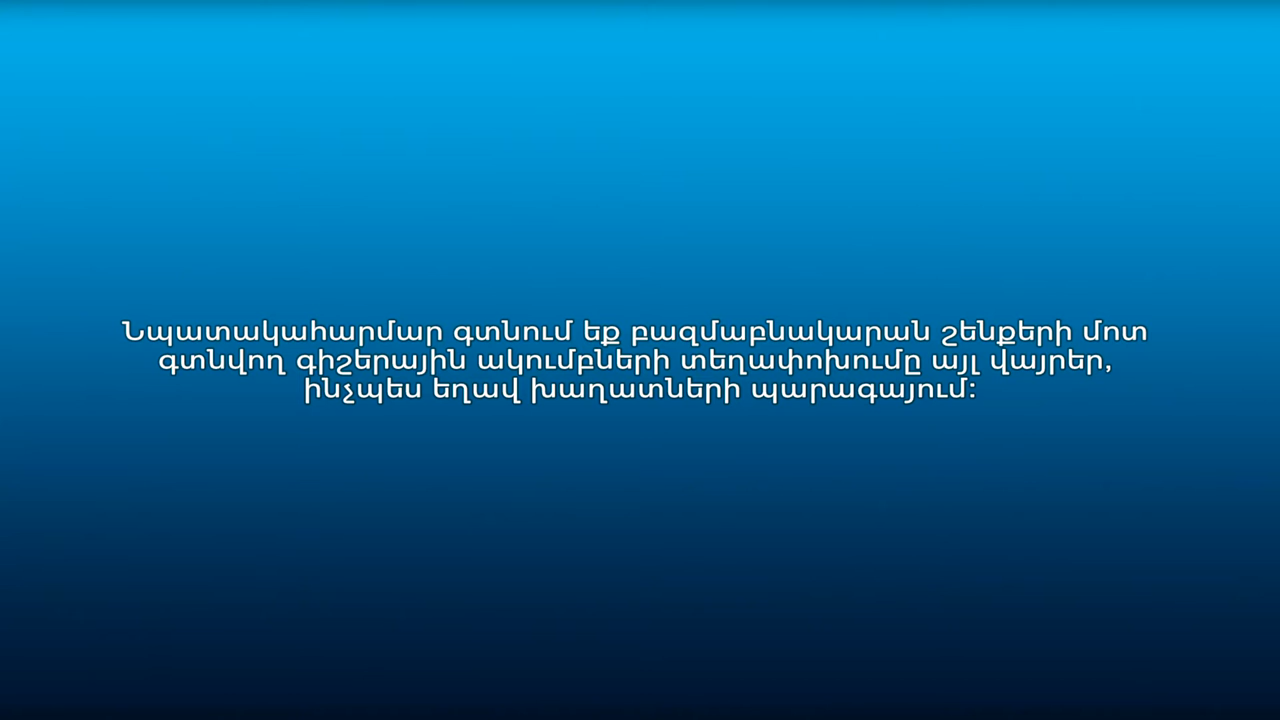 Նպատակահարմար գտնում եք բազմաբնակարան շենքերի մոտ
գտնվող գիշերային ակումբների տեղափոխումը այլ վայրեր,
ինչպես եղավ խաղատների պարագայում: